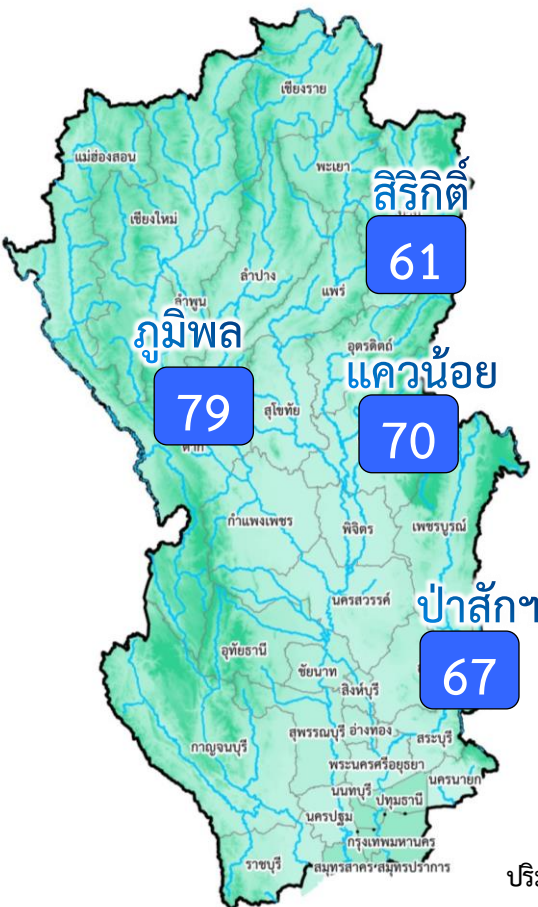 เชียงราย
แม่ฮ่องสอน
พะเยา
สิริกิติ์
น่าน
เชียงใหม่
61
ลำปาง
แพร่
ลำพูน
ภูมิพล
อุตรดิตถ์
แควน้อย
79
สุโขทัย
70
ตาก
กำแพงเพชร
พิจิตร
เพชรบูรณ์
นครสวรรค์
ป่าสักฯ
อุทัยธานี
ชัยนาท
67
สิงห์บุรี
สุพรรณบุรี อ่างทอง
สระบุรี
กาญจนบุรี
พระนครศรีอยุธยา
นครนายก
นนทบุรี
ปทุมธานี
นครปฐม
กรุงเทพมหานคร
ราชบุรี
สมุทรสาคร สมุทรปราการ